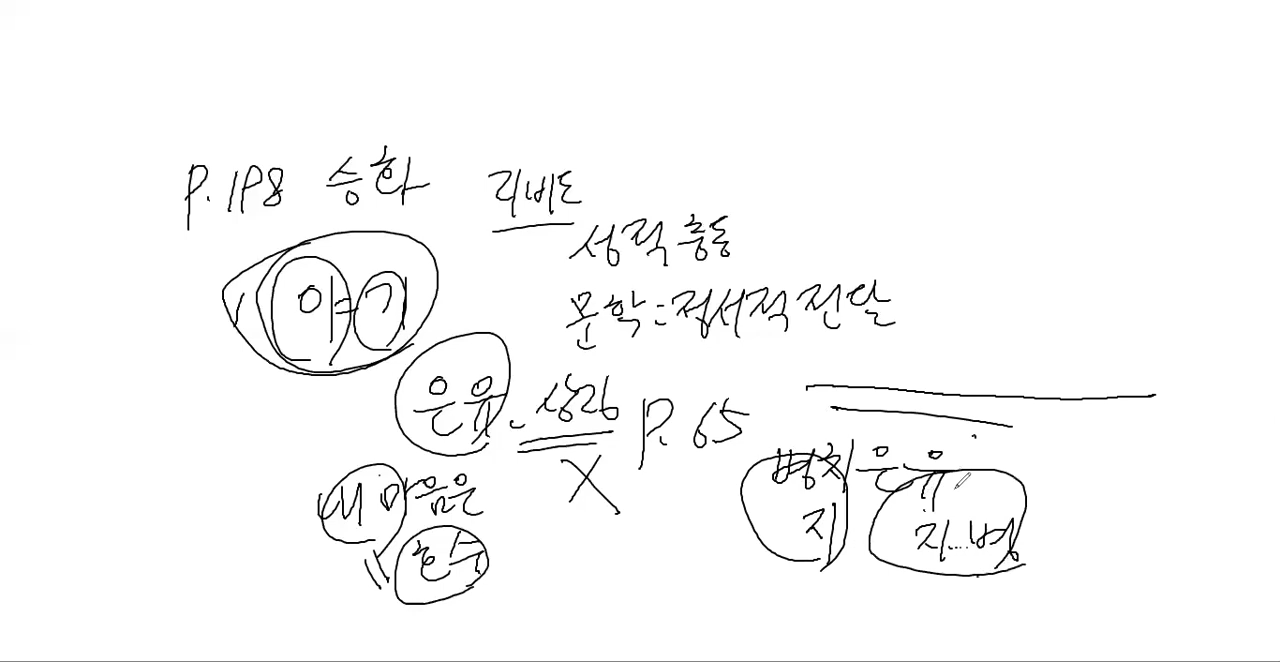 P. 198 승화 리비도
성적 충동
이=기
문학:정서적 전달
은유-상징 P. 65
X
병치은유
내 마음은
지 지....병
호수